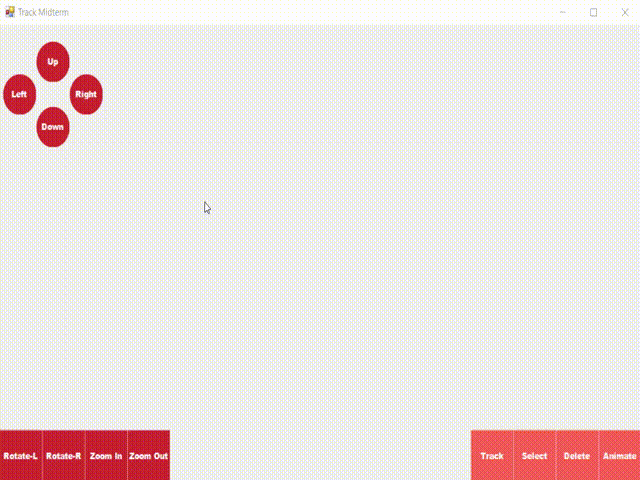 Track Midterm
Up
Left
Right
Down
Rotate-L
Rotate-R
Zoom In
Zoom Out
Track
Select
Delete
Animate